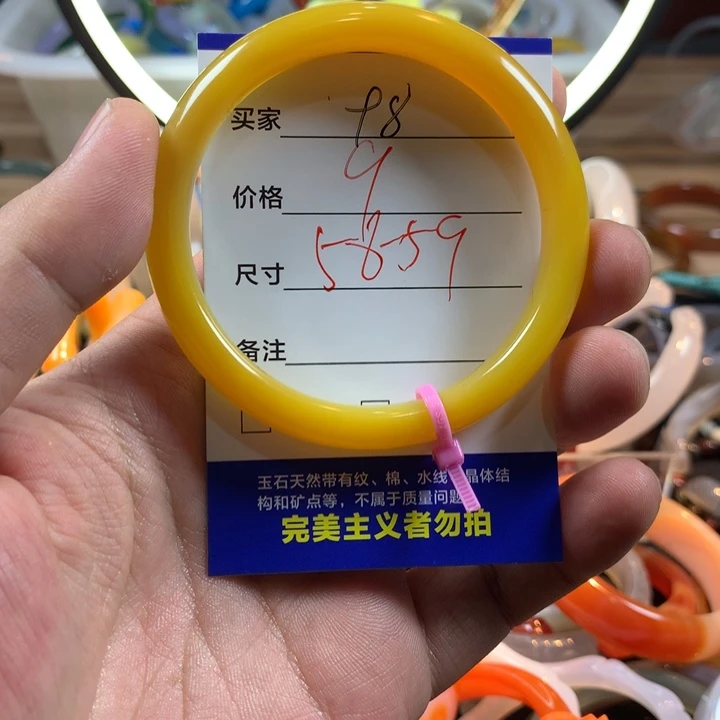 买家 98
价格 9
尺寸 58-59
备注
玉石天然带有纹、棉、水线、晶体结
构和矿点等，不属于质量问题
完美主义者勿拍